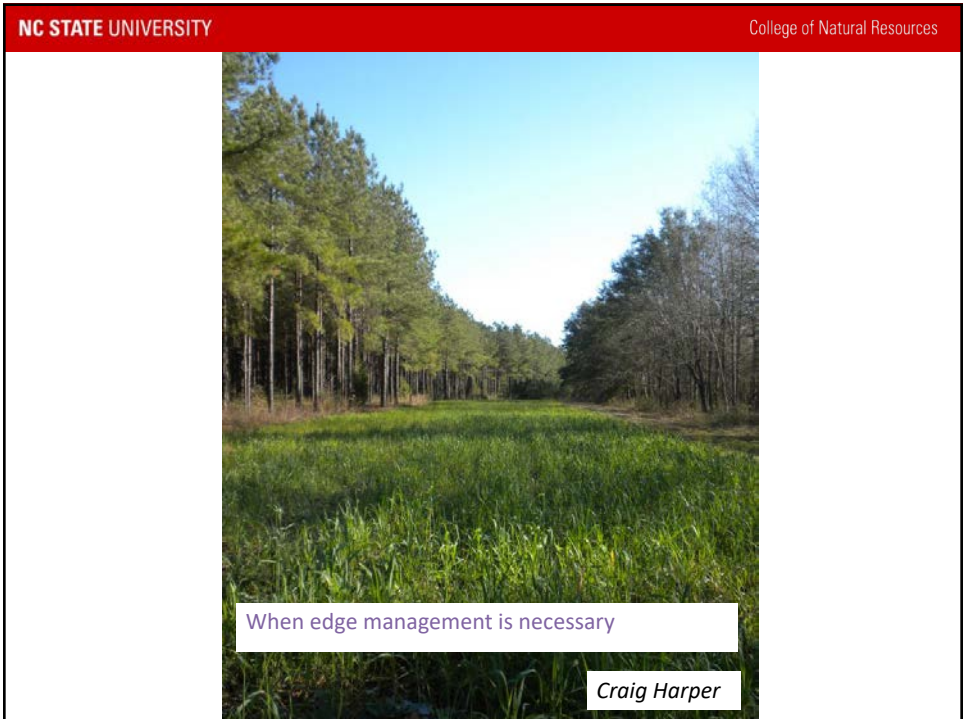 NC STATE UNIVERSITY
College of Natural Resources
When edge management is necessary
Craig Harper